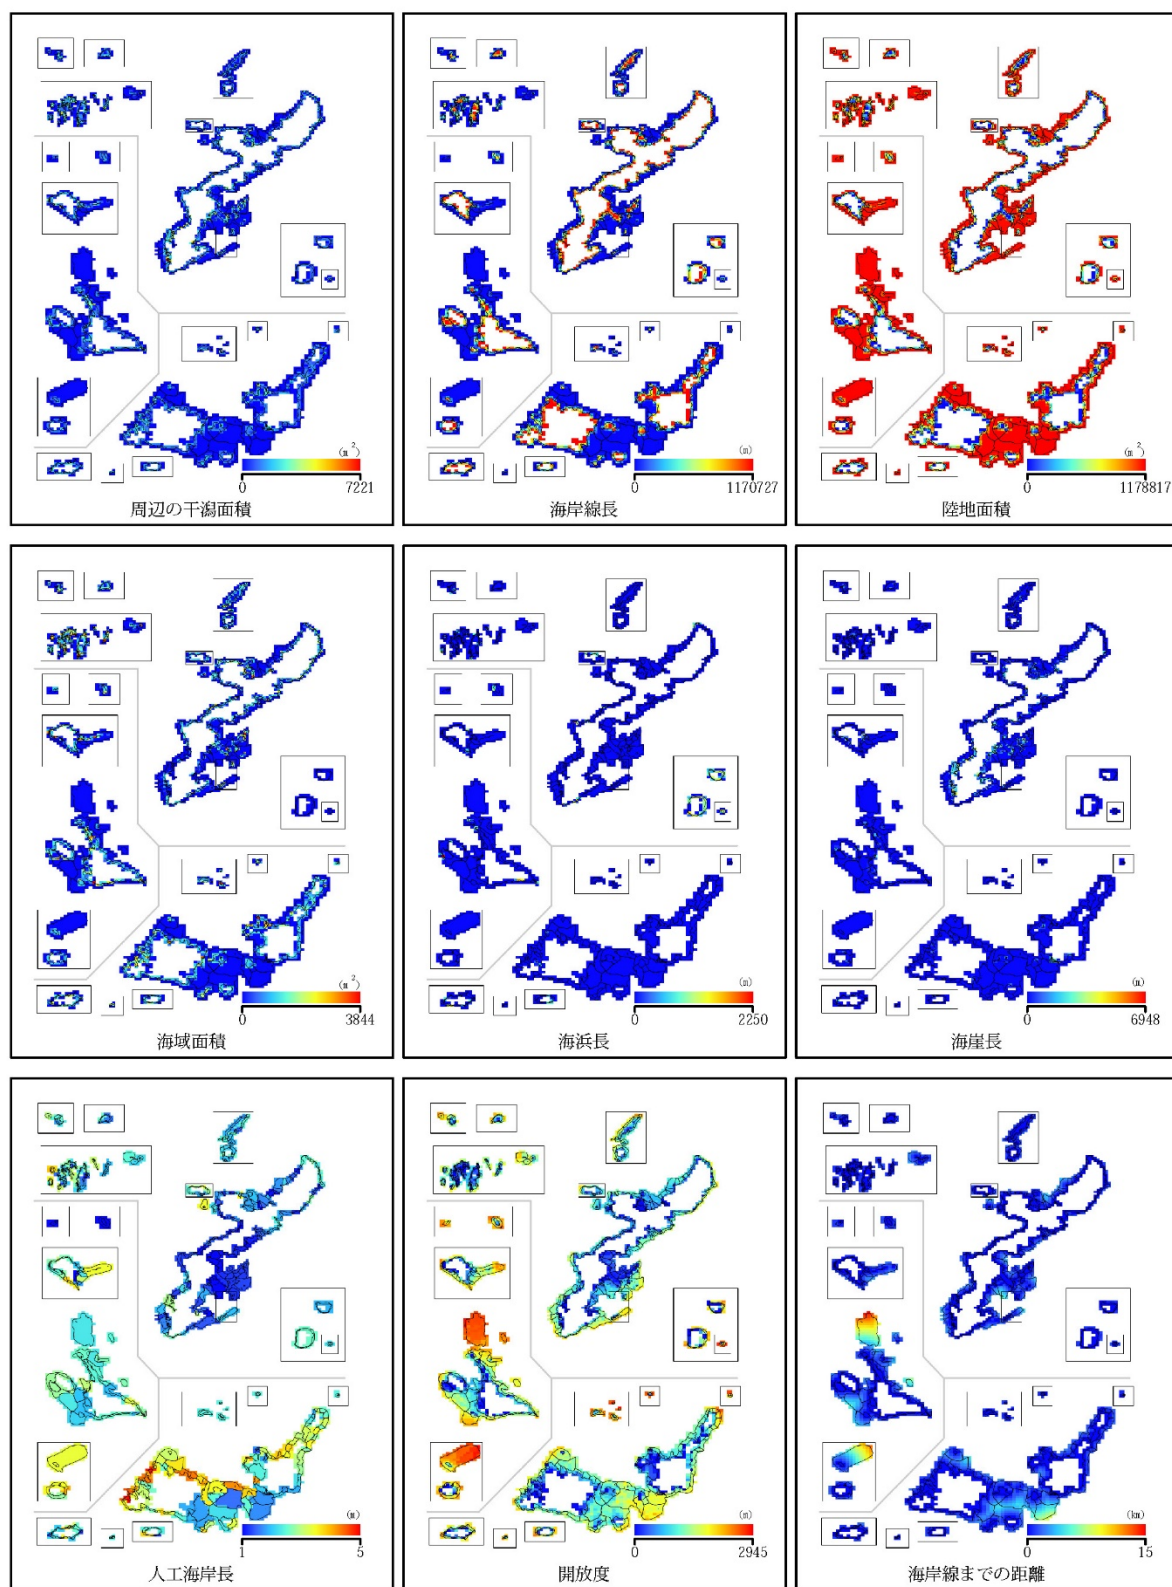 (m²)
0 7221
周辺の干潟面積
(m)
0 1170727
海岸線長
(m²)
0 1178817
陸地面積
(m²)
0 3844
海域面積
(m)
0 2250
海浜長
(m)
0 6948
海崖長
(m)
1 5
人工海岸長
(m)
0 2945
開放度
(km)
0 15
海岸線までの距離